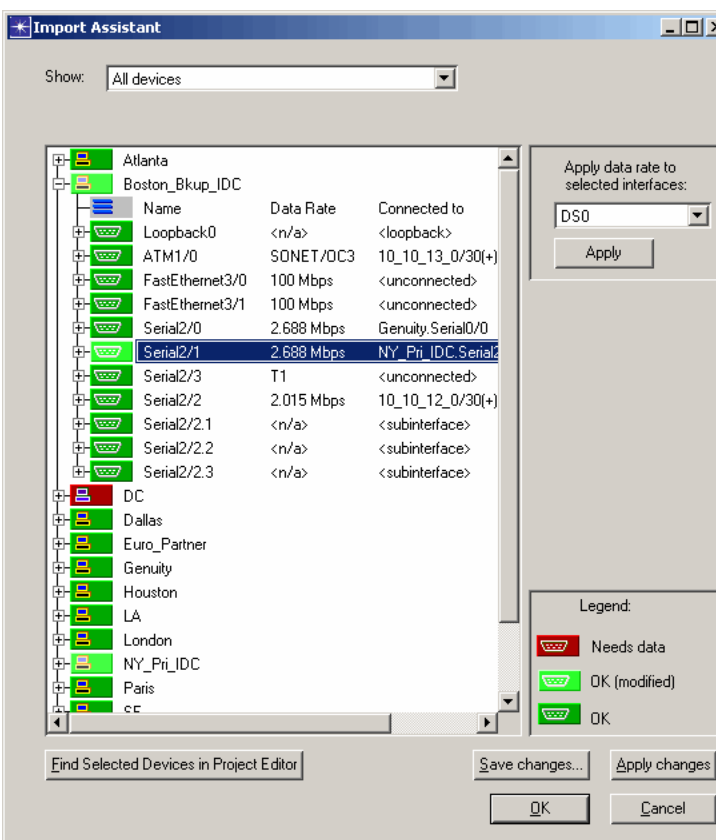 Import Assistant
Show: All devices
Atlanta
Boston_Bkup_IDC
Name Data Rate Connected to
Loopback0 <n/a> <loopback>
ATM1/0 SONET/OC3 10_10_13_0/30(+)
FastEthernet3/0 100 Mbps <unconnected>
FastEthernet3/1 100 Mbps <unconnected>
Serial2/0 2.688 Mbps Genuity.Serial0/0
Serial2/1 2.688 Mbps NY_Pri_IDC.Serial2
Serial2/3 T1 <unconnected>
Serial2/2 2.015 Mbps 10_10_12_0/30(+)
Serial2/2.1 <n/a> <subinterface>
Serial2/2.2 <n/a> <subinterface>
Serial2/2.3 <n/a> <subinterface>
DC
Dallas
Euro_Partner
Genuity
Houston
LA
London
NY_Pri_IDC
Paris
Apply data rate to
selected interfaces:
DS0
Apply
Legend:
Needs data
OK (modified)
OK
Find Selected Devices in Project Editor
Save changes...
Apply changes
OK
Cancel